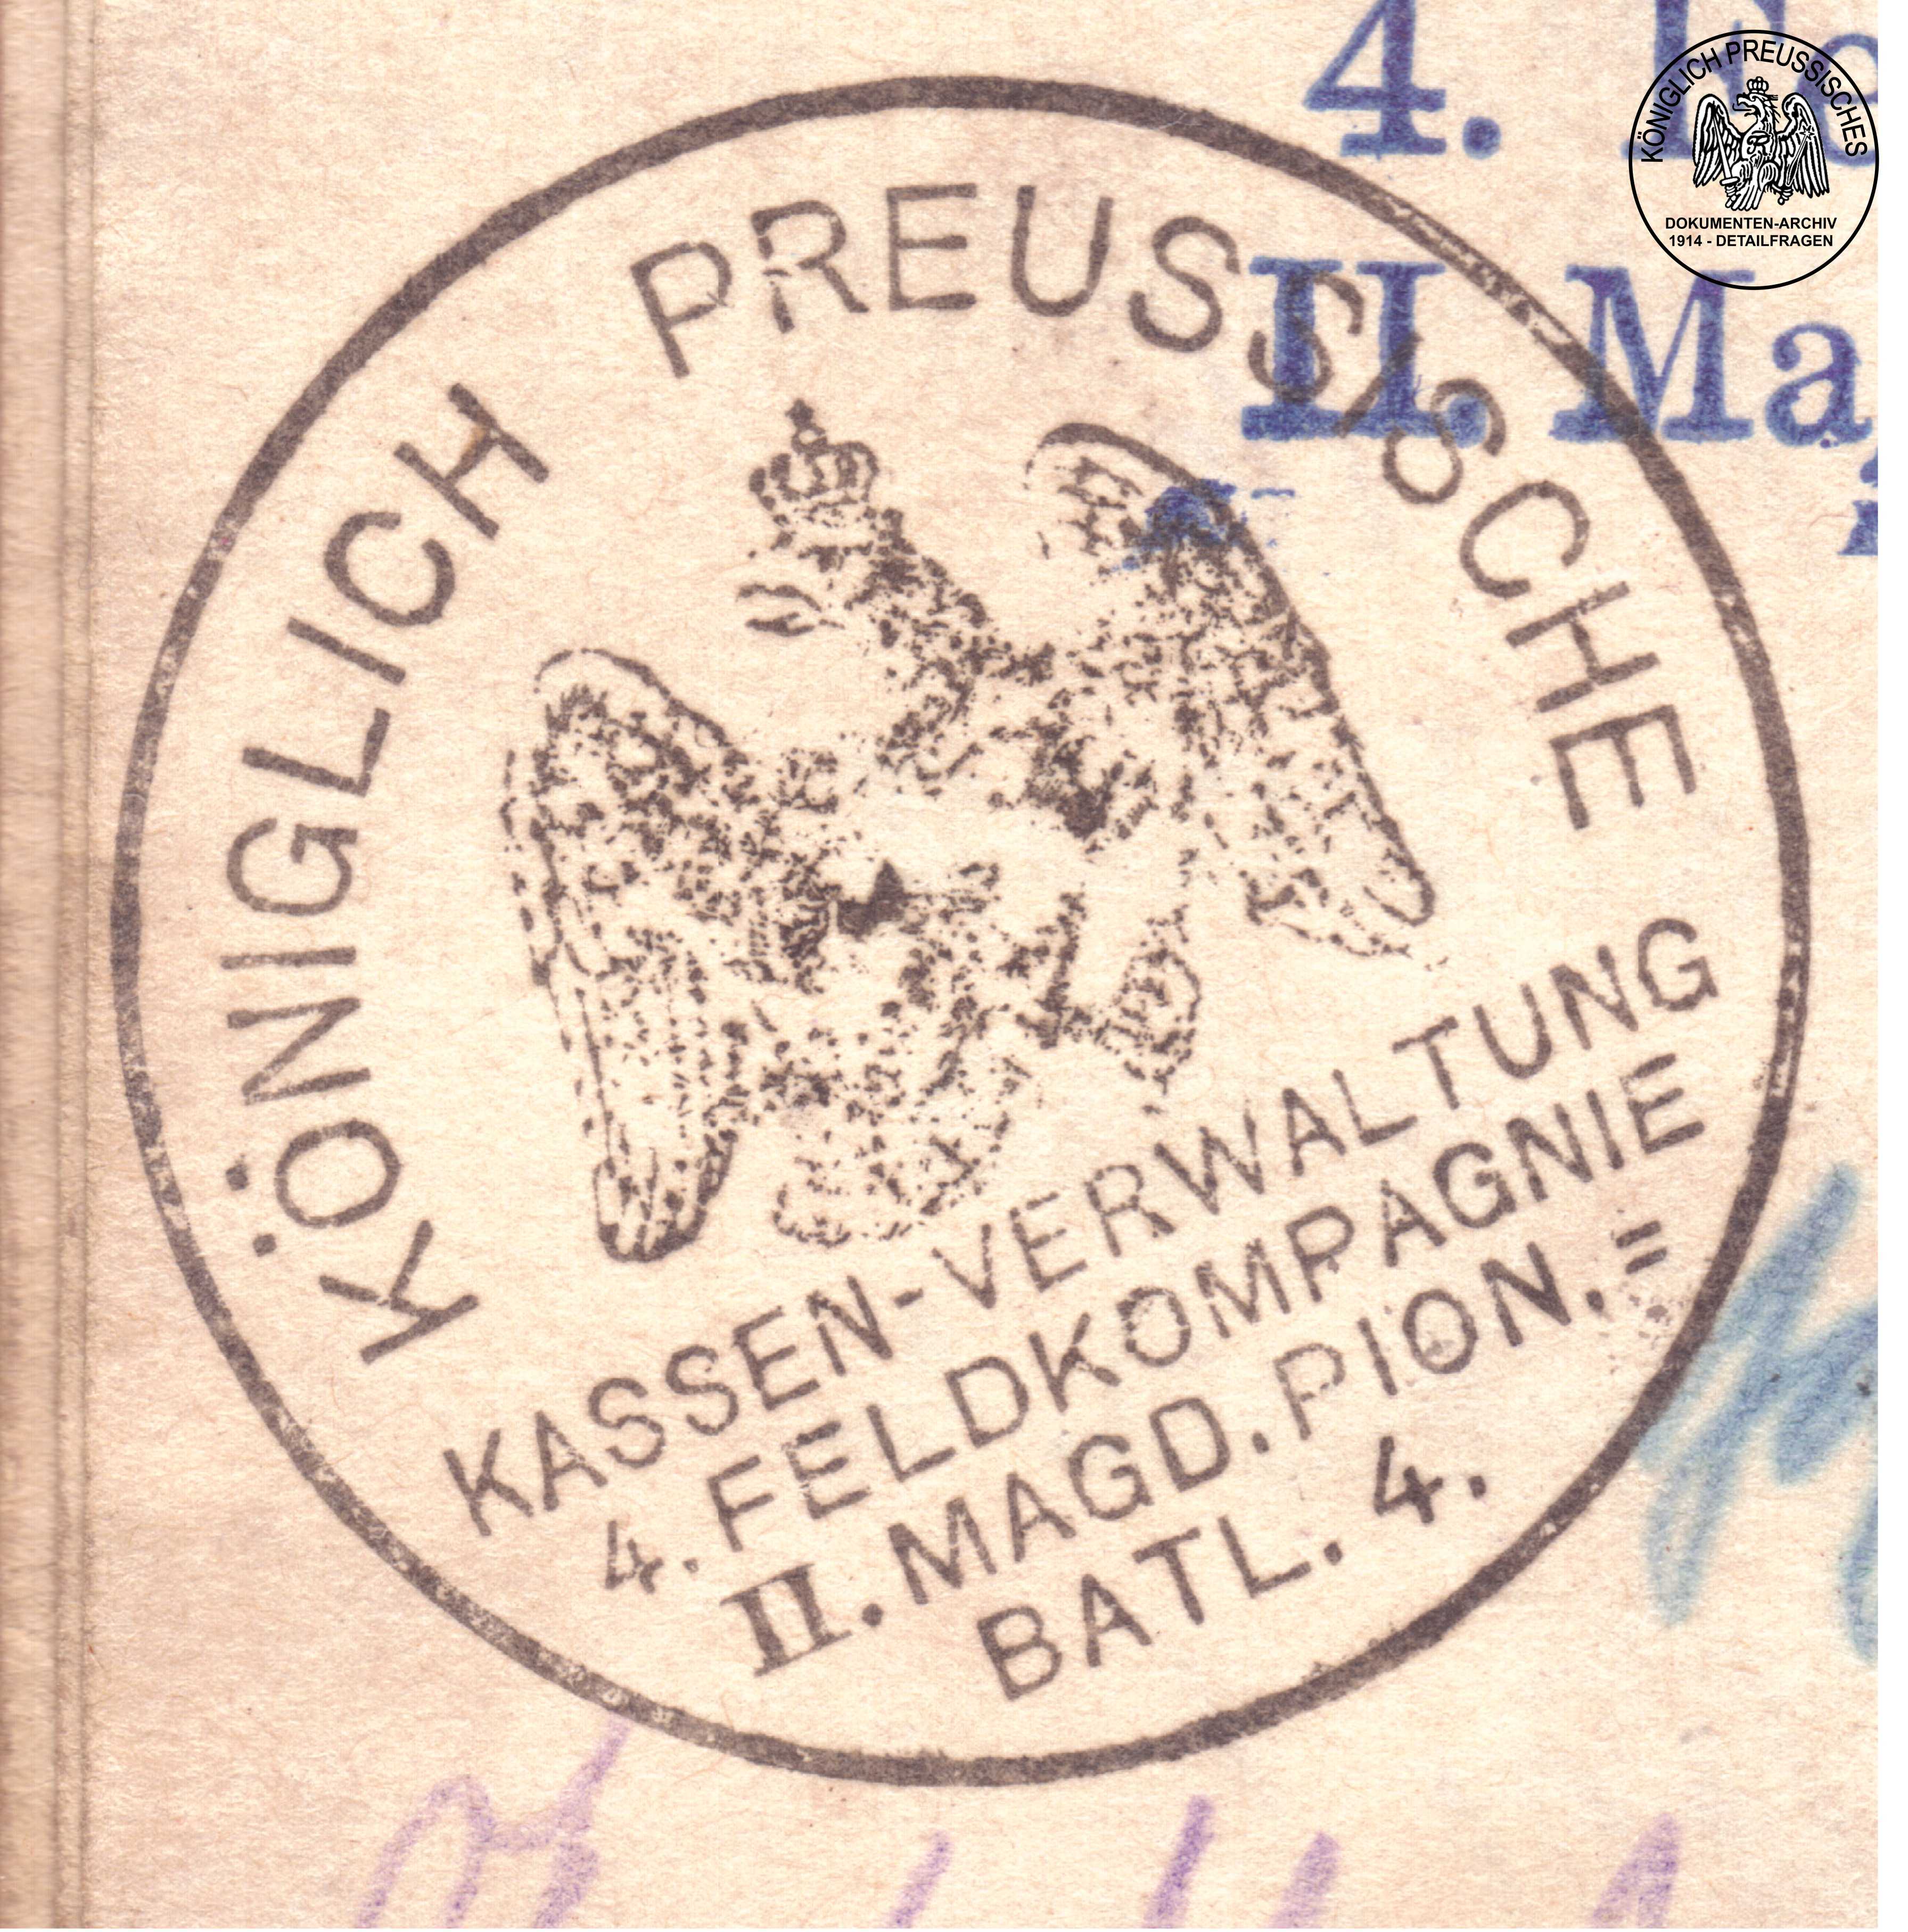 KÖNIGLICH PREUSSISCHE
KASSEN-VERWALTUNG
4. FELDKOMPAGNIE
II. MAGD. PION.=
BATL. 4.
4.
II. Ma
KÖNIGLICH PREUSSISCHES
DOKUMENTEN-ARCHIV
1914 - DETAILFRAGEN